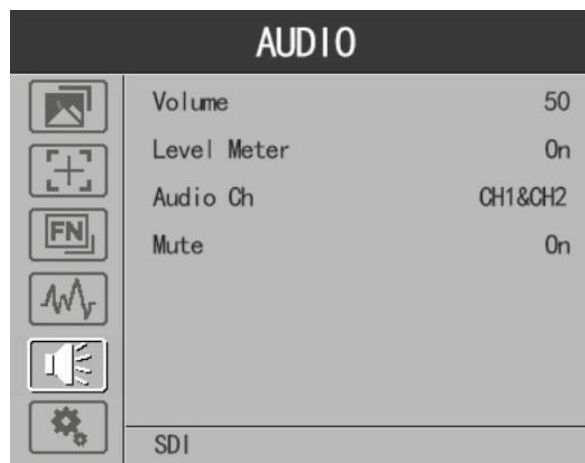 AUDIO
Volume 50
Level Meter On
Audio Ch CH1&CH2
FN
Mute On
SDI